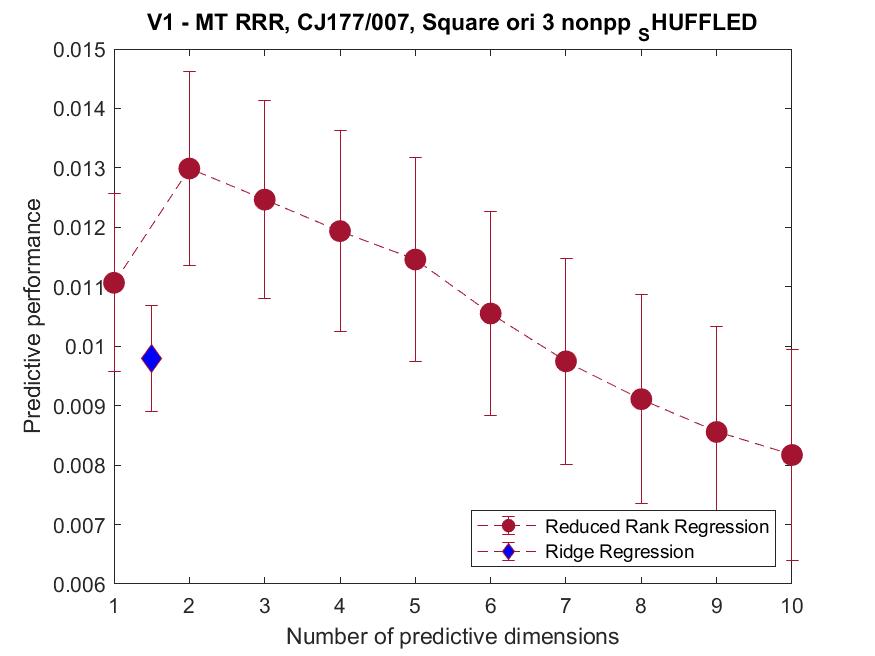 V1 - MT RRR, CJ177/007, Square ori 3 nonpp SHUFFLED
0.015
0.014
0.013
0.012
0.011
0.01
0.009
0.008
0.007
0.006
Predictive performance
Reduced Rank Regression
Ridge Regression
1 2 3 4 5 6 7 8 9 10
Number of predictive dimensions